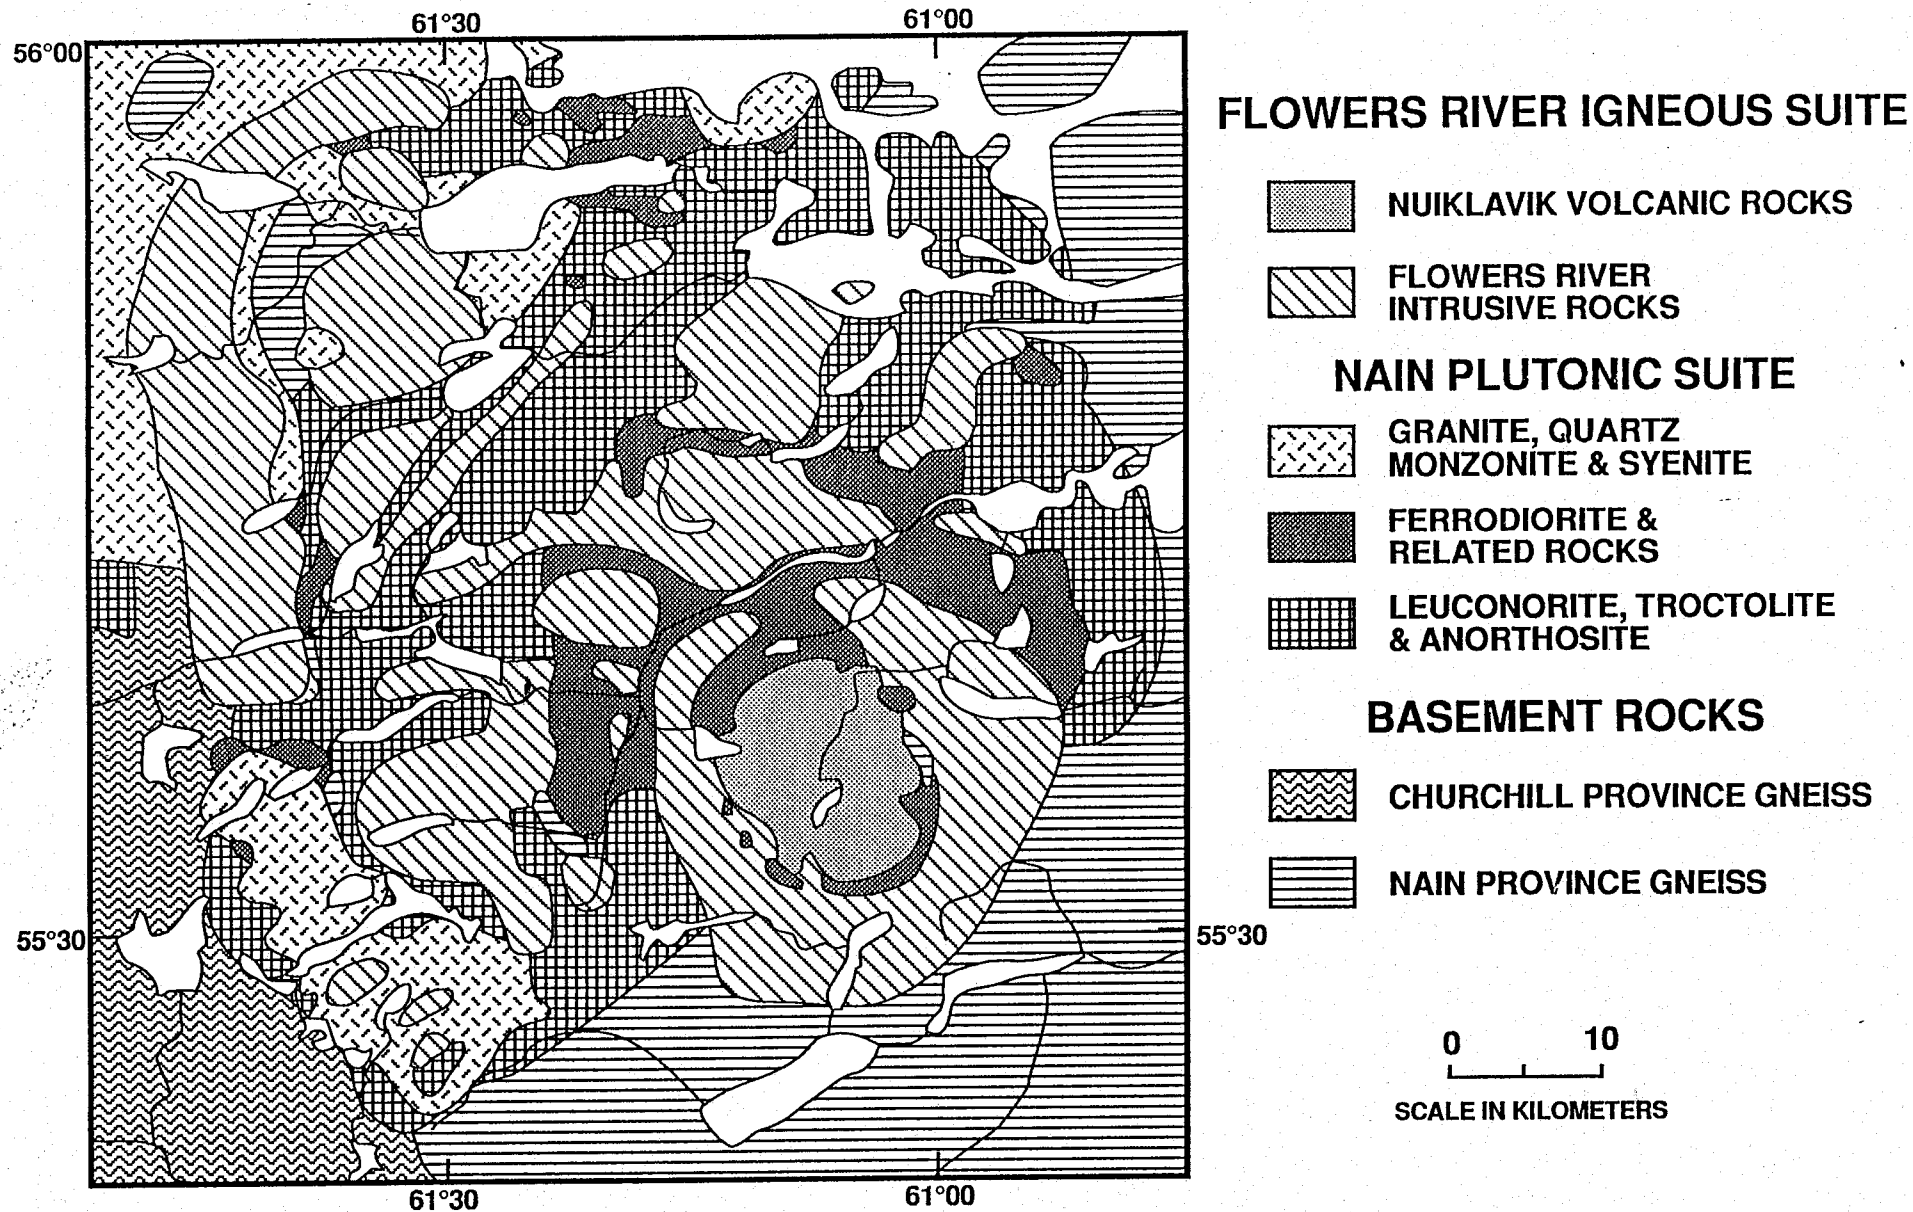 61°30
61°00
56°00
FLOWERS RIVER IGNEOUS SUITE
NUIKLAVIK VOLCANIC ROCKS
FLOWERS RIVER
INTRUSIVE ROCKS
NAIN PLUTONIC SUITE
GRANITE, QUARTZ
MONZONITE & SYENITE
FERRODIORITE &
RELATED ROCKS
LEUCONORITE, TROCTOLITE
& ANORTHOSITE
BASEMENT ROCKS
CHURCHILL PROVINCE GNEISS
NAIN PROVINCE GNEISS
55°30
55°30
0 10
SCALE IN KILOMETERS
61°30
61°00